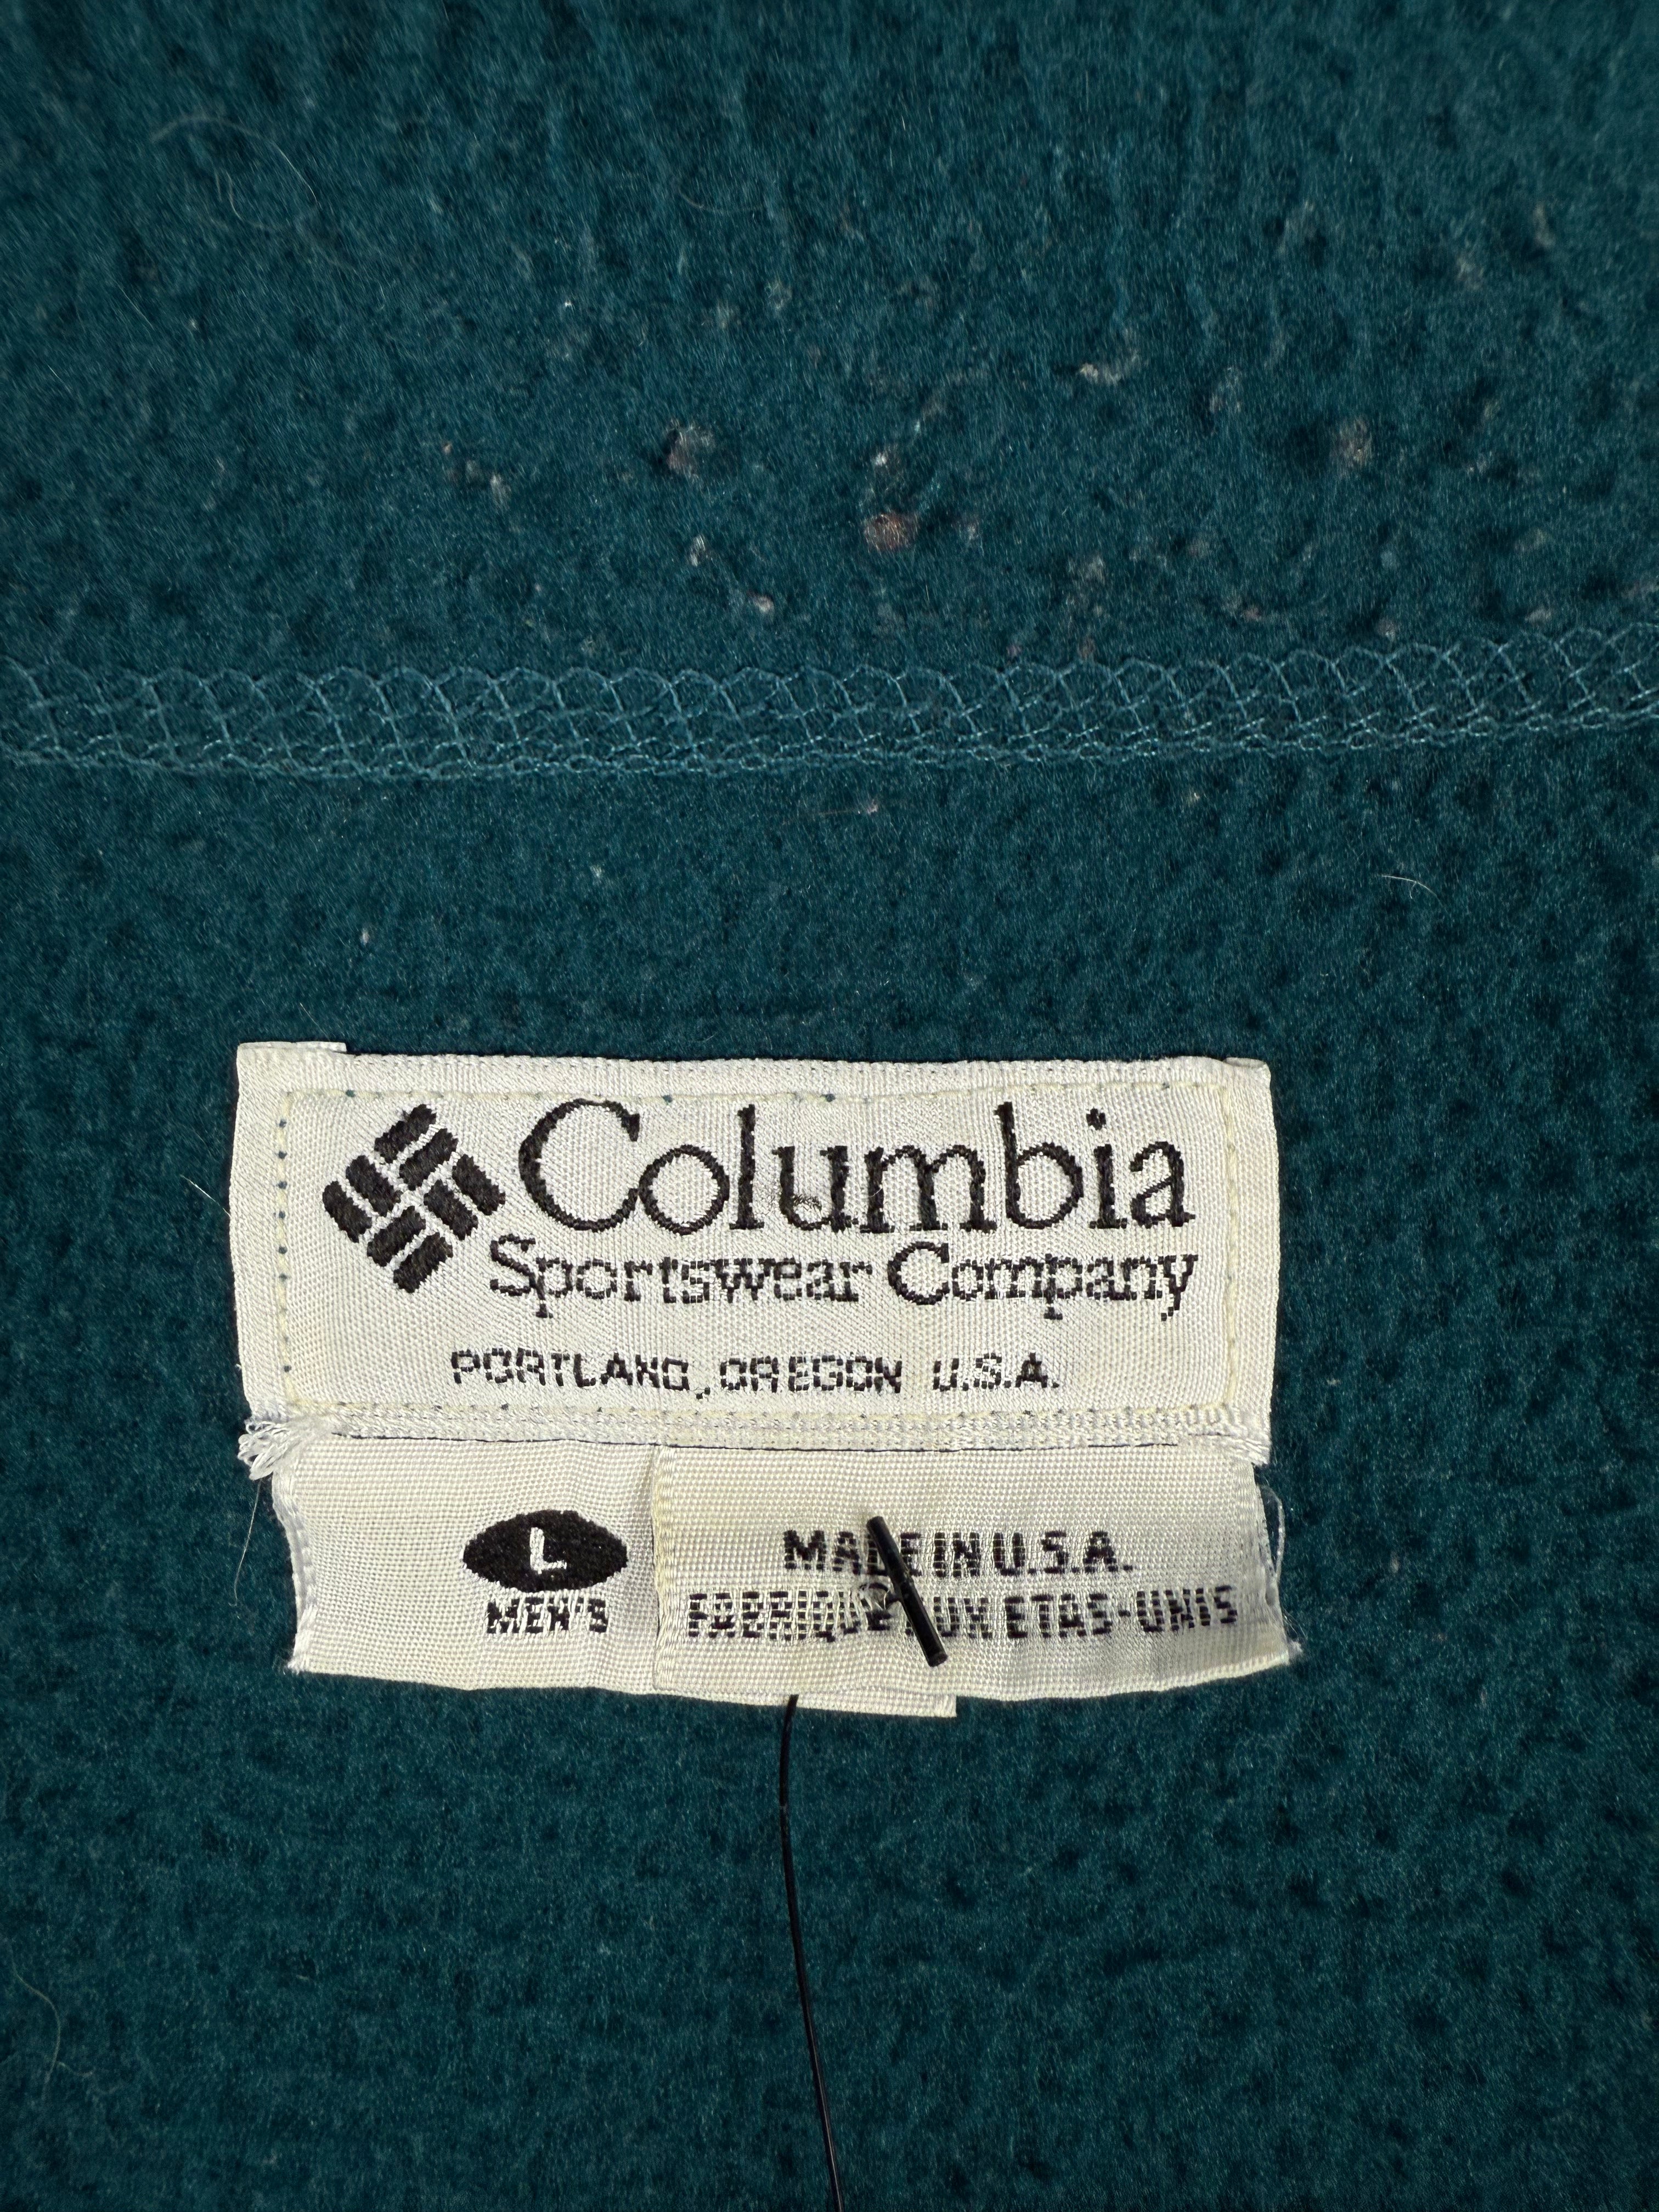 Columbia
Sportswear Company
PORTLAND, OREGON U.S.A.
L
MEN'S
MADE IN U.S.A.
FABRIQUE AUX ETAS-UNIS